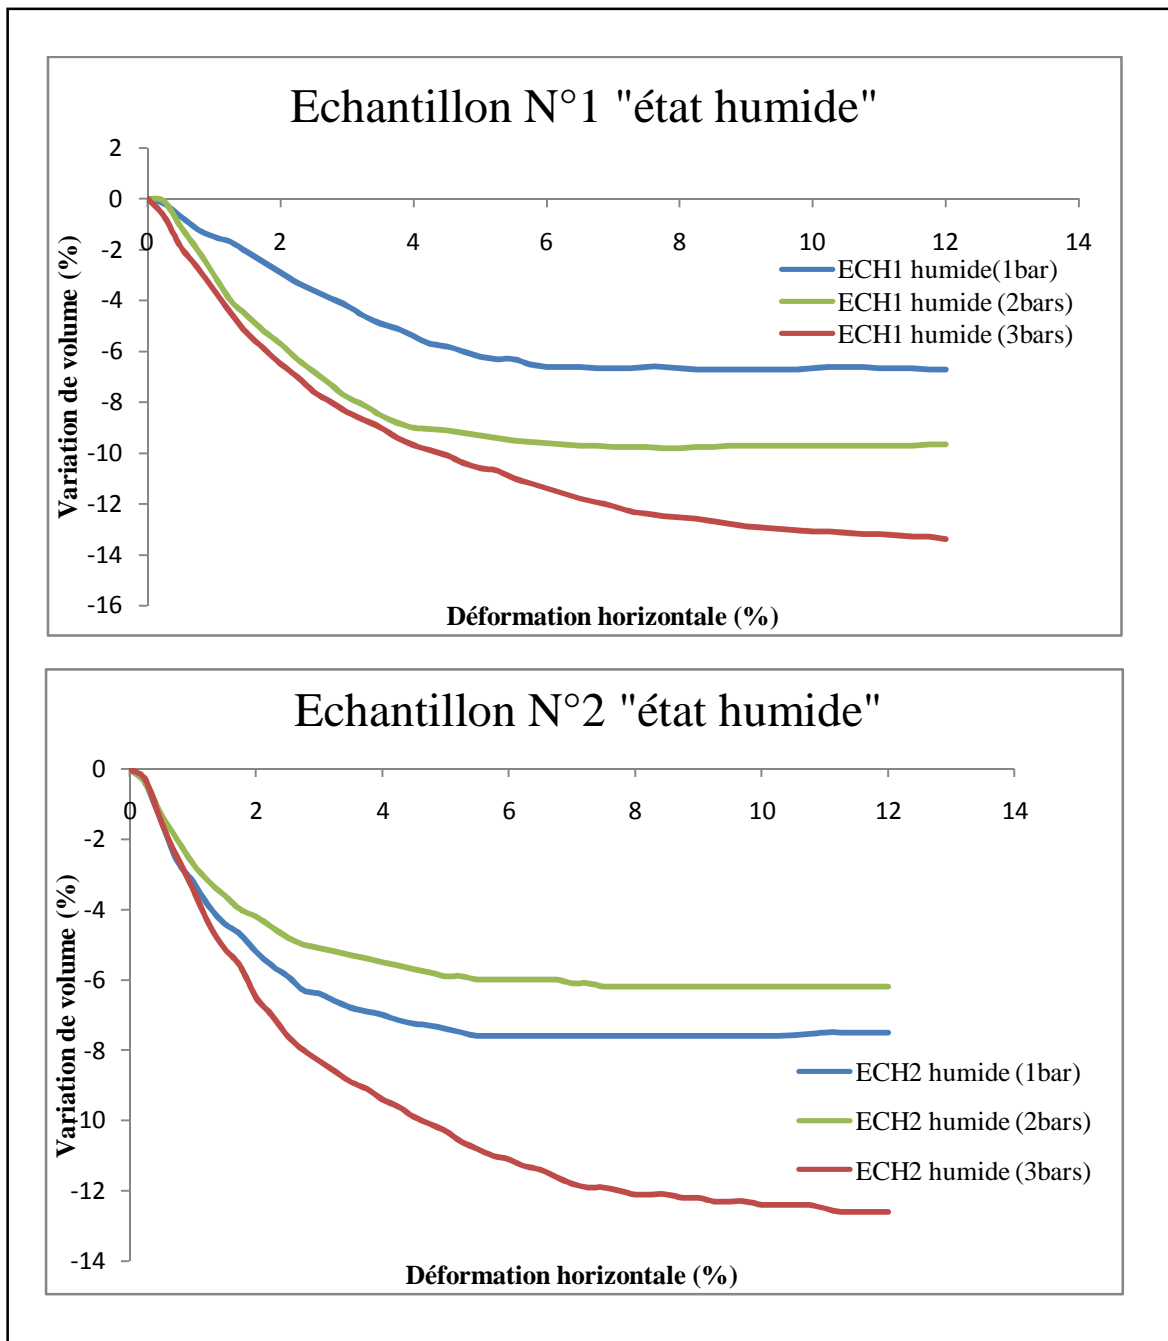 Echantillon N°1 "état humide"
2
0
-2
-4
-6
-8
-10
-12
-14
-16
0 2 4 6 8 10 12 14
Variation de volume (%)
Déformation horizontale (%)
ECH1 humide(1bar)
ECH1 humide (2bars)
ECH1 humide (3bars)
Echantillon N°2 "état humide"
0
-2
-4
-6
-8
-10
-12
-14
0 2 4 6 8 10 12 14
Variation de volume (%)
Déformation horizontale (%)
ECH2 humide (1bar)
ECH2 humide (2bars)
ECH2 humide (3bars)